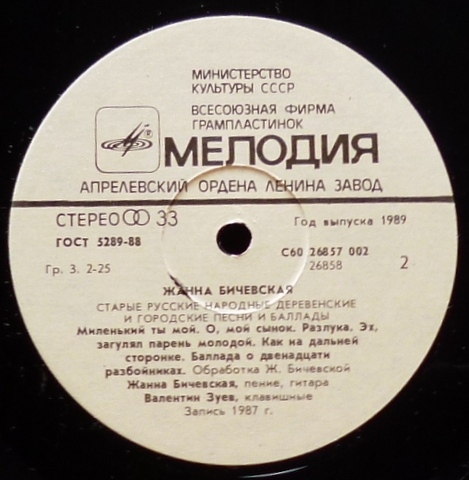 МИНИСТЕРСТВО
КУЛЬТУРЫ СССР
ВСЕСОЮЗНАЯ ФИРМА
ГРАМПЛАСТИНОК
МЕЛОДИЯ
АПРЕЛЕВСКИЙ ОРДЕНА ЛЕНИНА ЗАВОД
СТЕРЕО 33
Год выпуска 1989
ГОСТ 5289-88
С60 26857 002
Гр. 3. 2-25
26858
2
ЖАННА БИЧЕВСКАЯ
СТАРЫЕ РУССКИЕ НАРОДНЫЕ ДЕРЕВЕНСКИЕ
И ГОРОДСКИЕ ПЕСНИ И БАЛЛАДЫ
Миленький ты мой. О, мой сынок. Разлука. Эх,
загулял парень молодой. Как на дальней
сторонке. Баллада о двенадцати
разбойниках. Обработка Ж. Бичевской
Жанна Бичевская, пение, гитара
Валентин Зуев, клавишные
Запись 1987 г.